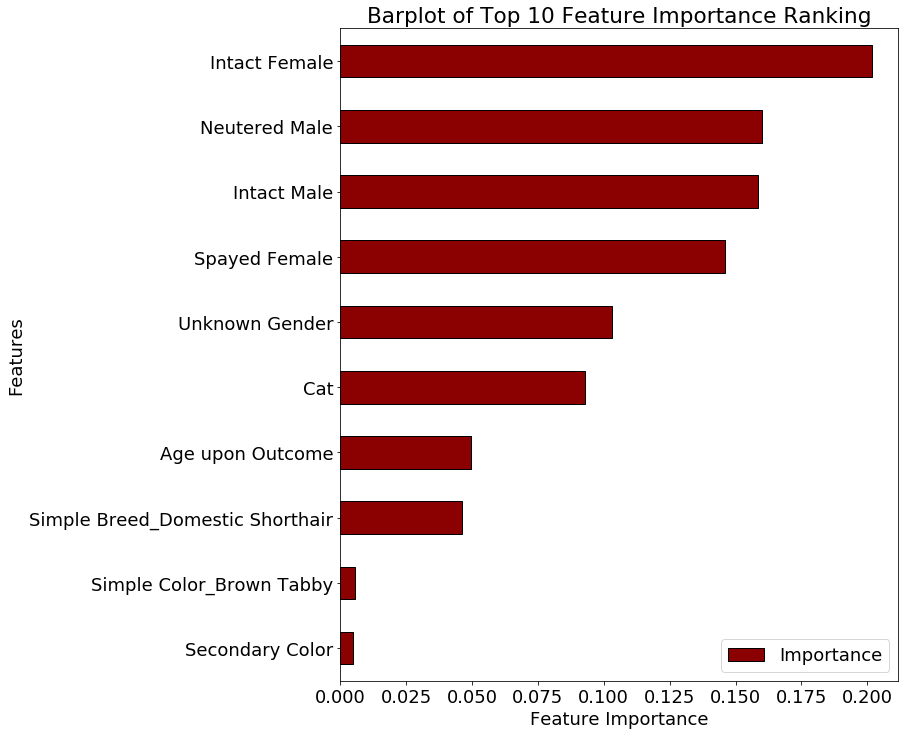 Barplot of Top 10 Feature Importance Ranking
Intact Female
Neutered Male
Intact Male
Spayed Female
Unknown Gender
Features
Cat
Age upon Outcome
Simple Breed_Domestic Shorthair
Simple Color_Brown Tabby
Secondary Color
Importance
0.000 0.025 0.050 0.075 0.100 0.125 0.150 0.175 0.200
Feature Importance